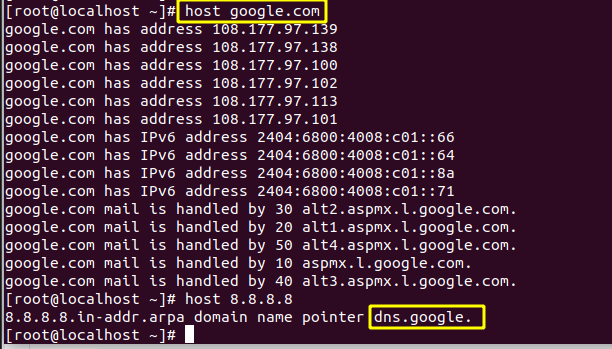 [root@localhost ~]# host google.com
google.com has address 108.177.97.139
google.com has address 108.177.97.138
google.com has address 108.177.97.100
google.com has address 108.177.97.102
google.com has address 108.177.97.113
google.com has address 108.177.97.101
google.com has IPv6 address 2404:6800:4008:c01::66
google.com has IPv6 address 2404:6800:4008:c01::64
google.com has IPv6 address 2404:6800:4008:c01::8a
google.com has IPv6 address 2404:6800:4008:c01::71
google.com mail is handled by 30 alt2.aspmx.l.google.com.
google.com mail is handled by 20 alt1.aspmx.l.google.com.
google.com mail is handled by 50 alt4.aspmx.l.google.com.
google.com mail is handled by 10 aspmx.l.google.com.
google.com mail is handled by 40 alt3.aspmx.l.google.com.
[root@localhost ~]# host 8.8.8.8
8.8.8.8.in-addr.arpa domain name pointer dns.google.
[root@localhost ~]#